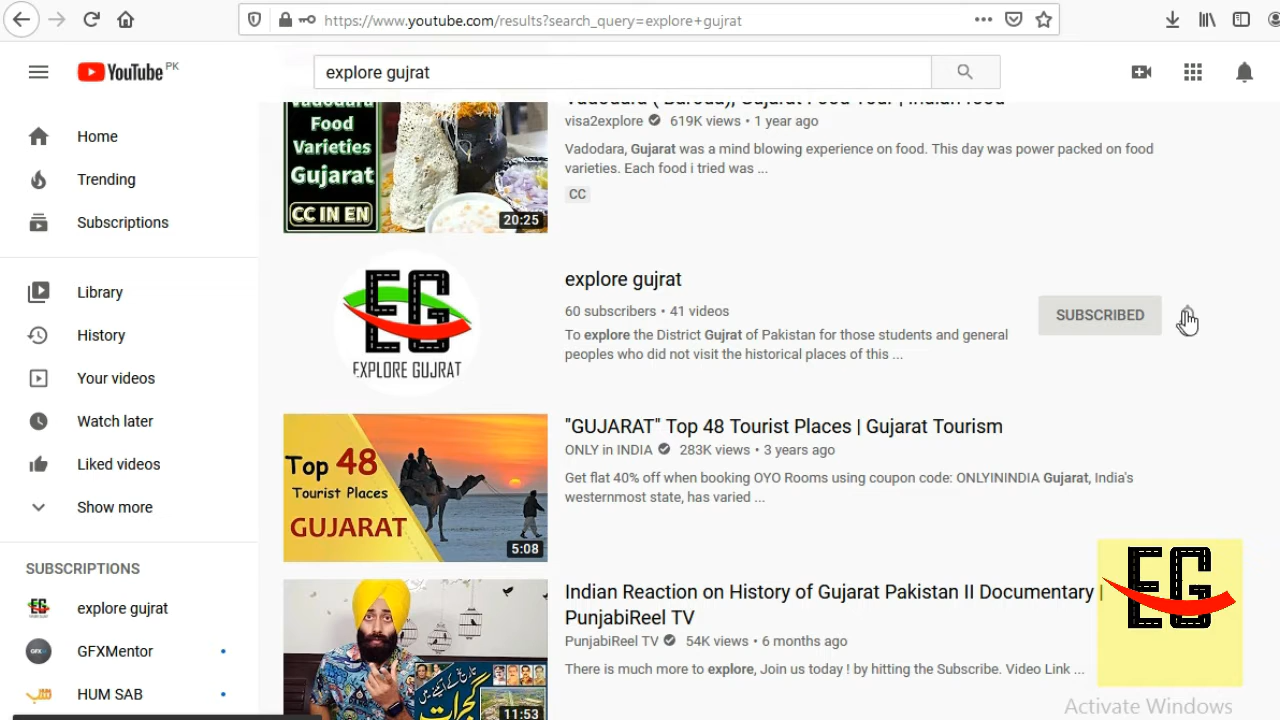 https://www.youtube.com/results?search_query=explore+gujrat
YouTube PK
explore gujrat
Home
Trending
Subscriptions
Library
History
Your videos
Watch later
Liked videos
Show more
SUBSCRIPTIONS
explore gujrat
GFXMentor
HUM SAB
Vadodara
Food
Varieties
Gujarat
CC IN EN
20:25
Vadodara ( Baroda), Gujarat Food Tour | Indian food
visa2explore 619K views • 1 year ago
Vadodara, Gujarat was a mind blowing experience on food. This day was power packed on food
varieties. Each food i tried was ...
CC
EG
EXPLORE GUJRAT
explore gujrat
60 subscribers • 41 videos
To explore the District Gujrat of Pakistan for those students and general
peoples who did not visit the historical places of this ...
SUBSCRIBED
Top 48
Tourist Places
GUJARAT
5:08
"GUJARAT" Top 48 Tourist Places | Gujarat Tourism
ONLY in INDIA 283K views • 3 years ago
Get flat 40% off when booking OYO Rooms using coupon code: ONLYININDIA Gujarat, India's
westernmost state, has varied ...
گجرات
11:53
Indian Reaction on History of Gujarat Pakistan II Documentary |
PunjabiReel TV
PunjabiReel TV 54K views • 6 months ago
There is much more to explore, Join us today ! by hitting the Subscribe. Video Link ...
EG
Activate Windows